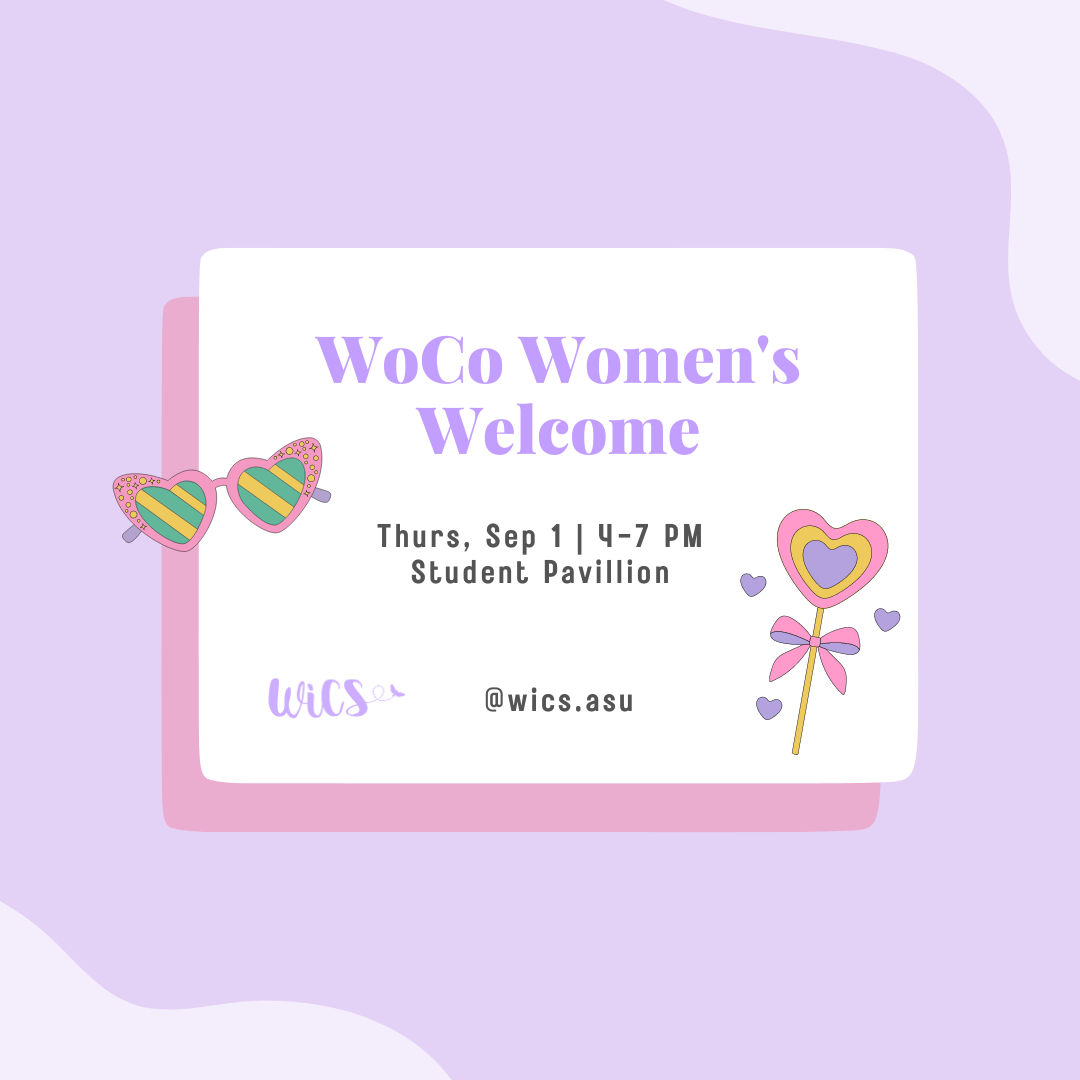 WoCo Women's
Welcome
Thurs, Sep 1 | 4-7 PM
Student Pavillion
WiCS
@wics.asu